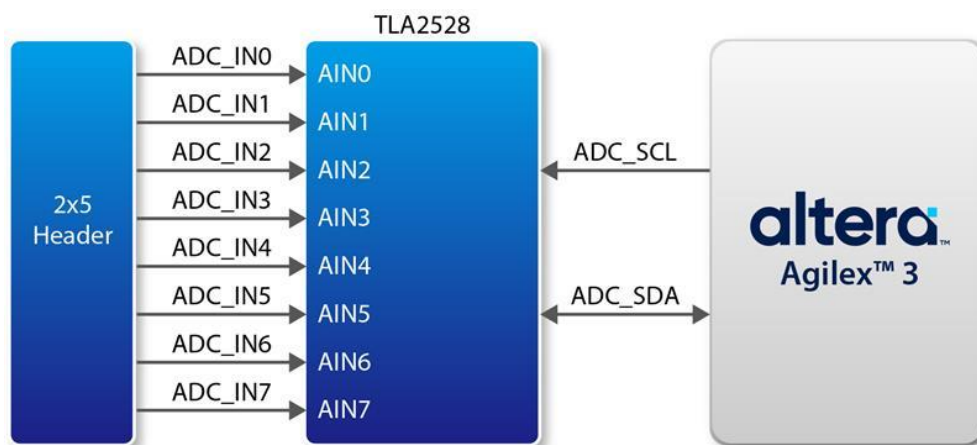 TLA2528
2x5
Header
ADC_IN0
ADC_IN1
ADC_IN2
ADC_IN3
ADC_IN4
ADC_IN5
ADC_IN6
ADC_IN7
AIN0
AIN1
AIN2
AIN3
AIN4
AIN5
AIN6
AIN7
ADC_SCL
ADC_SDA
altera™
Agilex™ 3